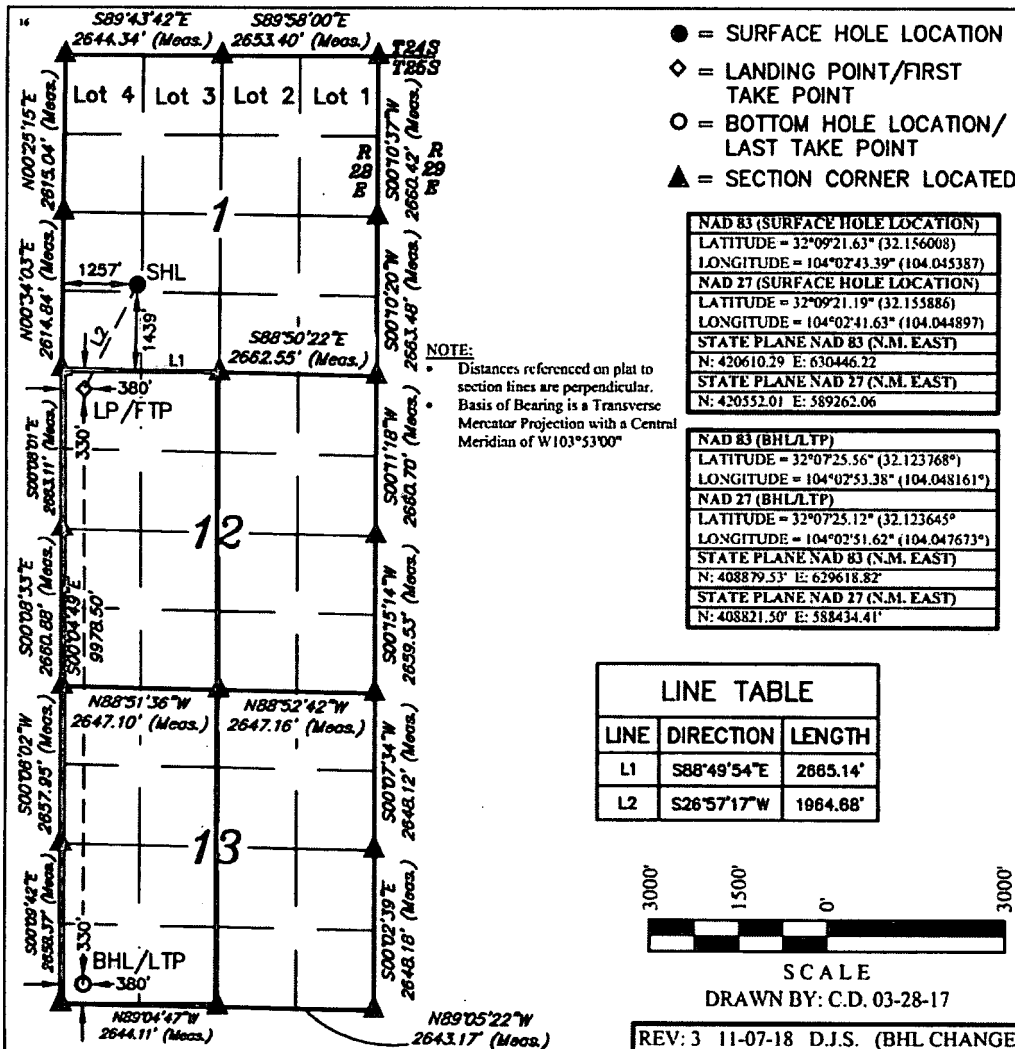 16
S89°43'42"E
2644.34' (Meas.)
S89°58'00"E
2653.40' (Meas.)
T24S
T25S
Lot 4
Lot 3
Lot 2
Lot 1
N00°25'15"E
2615.04' (Meas.)
R
28
E
R
29
E
S00°10'37"W
2660.42' (Meas.)
1
1257'
SHL
N00°34'03"E
2614.84' (Meas.)
L2
1439'
S00°10'20"W
2663.48' (Meas.)
L1
S88°50'22"E
2662.55' (Meas.)
380'
LP/FTP
330'
S00°08'01"E
2663.11' (Meas.)
S00°11'18"W
2660.70' (Meas.)
12
S00°08'33"E
2660.88' (Meas.)
S00°04'49"E
9978.50'
S00°15'14"W
2659.53' (Meas.)
N88°51'36"W
2647.10' (Meas.)
N88°52'42"W
2647.16' (Meas.)
S00°06'02"W
2657.95' (Meas.)
S00°07'34"W
2648.12' (Meas.)
13
S00°09'42"E
2658.37' (Meas.)
330'
BHL/LTP
380'
S00°02'39"E
2648.18' (Meas.)
N89°04'47"W
2644.11' (Meas.)
N89°05'22"W
2643.17' (Meas.)
NOTE:
• Distances referenced on plat to
section lines are perpendicular.
• Basis of Bearing is a Transverse
Mercator Projection with a Central
Meridian of W103°53'00"
= SURFACE HOLE LOCATION
= LANDING POINT/FIRST
TAKE POINT
= BOTTOM HOLE LOCATION/
LAST TAKE POINT
= SECTION CORNER LOCATED
NAD 83 (SURFACE HOLE LOCATION)
LATITUDE = 32°09'21.63" (32.156008)
LONGITUDE = 104°02'43.39" (104.045387)
NAD 27 (SURFACE HOLE LOCATION)
LATITUDE = 32°09'21.19" (32.155886)
LONGITUDE = 104°02'41.63" (104.044897)
STATE PLANE NAD 83 (N.M. EAST)
N: 420610.29 E: 630446.22
STATE PLANE NAD 27 (N.M. EAST)
N: 420552.01 E: 589262.06
NAD 83 (BHL/LTP)
LATITUDE = 32°07'25.56" (32.123768°)
LONGITUDE = 104°02'53.38" (104.048161°)
NAD 27 (BHL/LTP)
LATITUDE = 32°07'25.12" (32.123645°
LONGITUDE = 104°02'51.62" (104.047673°)
STATE PLANE NAD 83 (N.M. EAST)
N: 408879.53' E: 629618.82'
STATE PLANE NAD 27 (N.M. EAST)
N: 408821.50' E: 588434.41'
LINE TABLE
LINE DIRECTION LENGTH
L1 S88°49'54"E 2665.14'
L2 S26°57'17"W 1964.68'
3000' 1500' 0' 3000'
SCALE
DRAWN BY: C.D. 03-28-17
REV: 3 11-07-18 D.J.S. (BHL CHANGE